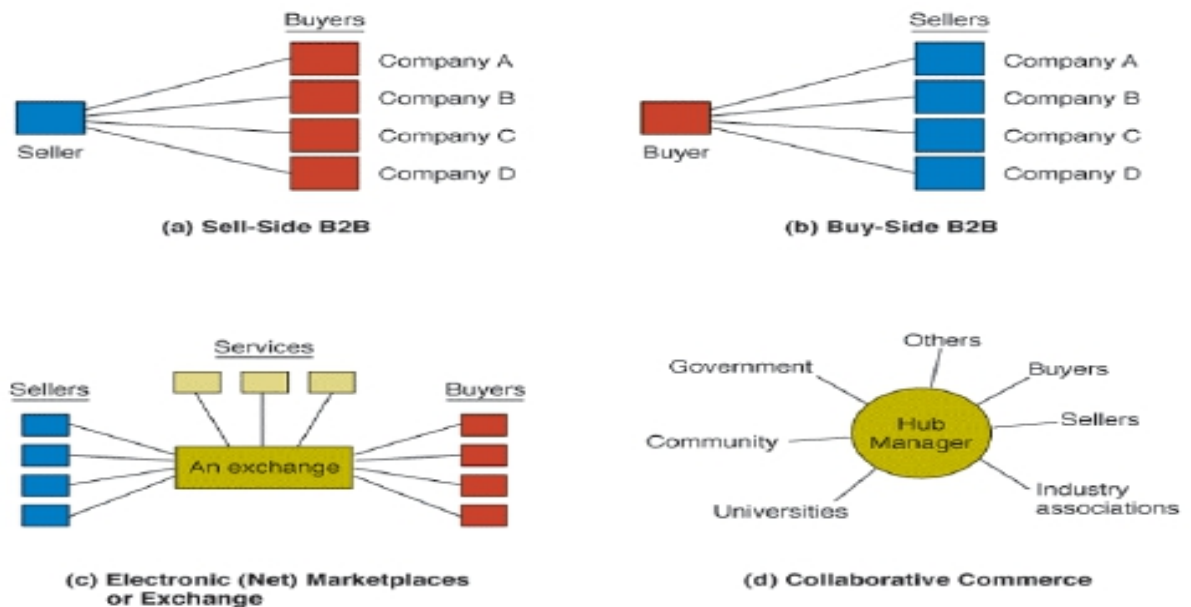 Buyers
Company A
Company B
Company C
Company D
Seller
(a) Sell-Side B2B
Sellers
Company A
Company B
Company C
Company D
Buyer
(b) Buy-Side B2B
Services
Sellers
Buyers
An exchange
(c) Electronic (Net) Marketplaces
or Exchange
Others
Government
Buyers
Hub
Manager
Sellers
Community
Universities
Industry
associations
(d) Collaborative Commerce